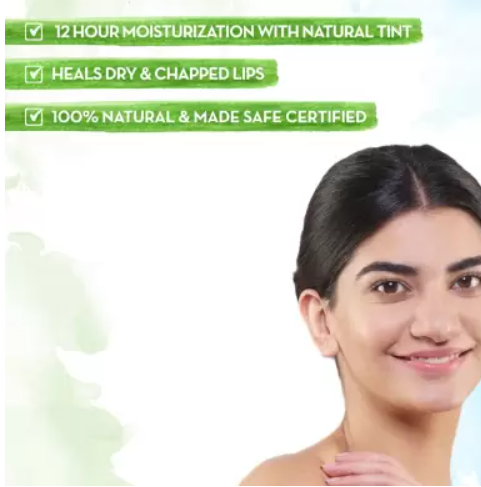 12 HOUR MOISTURIZATION WITH NATURAL TINT
HEALS DRY & CHAPPED LIPS
100% NATURAL & MADE SAFE CERTIFIED